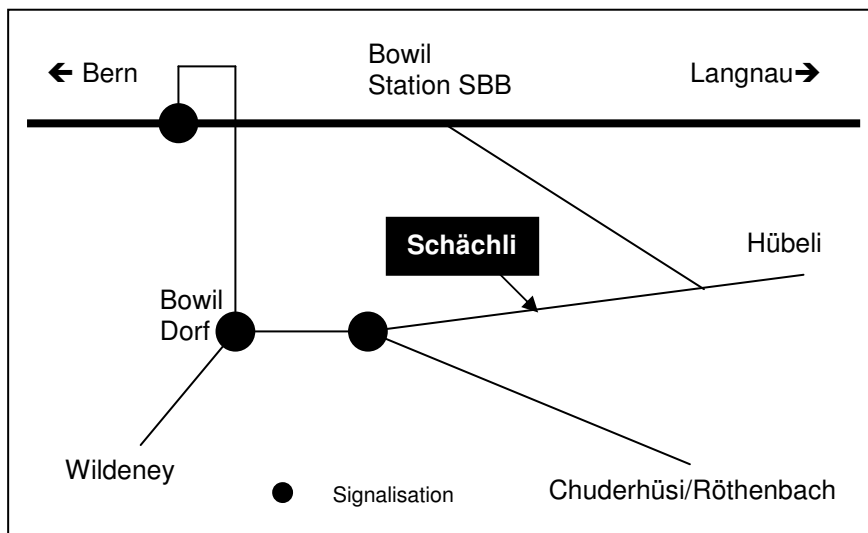 ← Bern
Bowil
Station SBB
Langnau→
Schächli
Hübeli
Bowil
Dorf
Wildeney
Signalisation
Chuderhüsi/Röthenbach